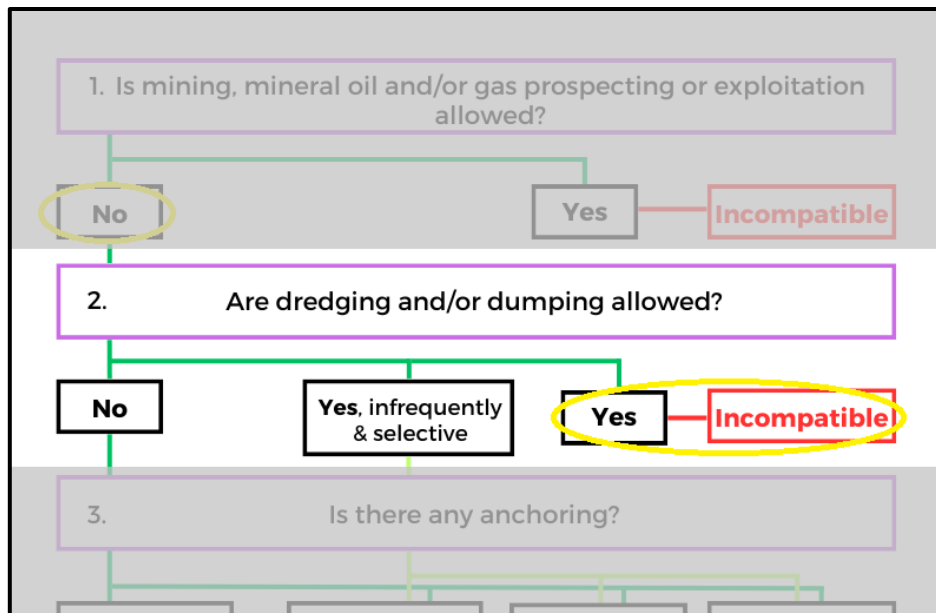 1. Is mining, mineral oil and/or gas prospecting or exploitation
allowed?
No
Yes
Incompatible
2. Are dredging and/or dumping allowed?
No
Yes, infrequently
& selective
Yes
Incompatible
3. Is there any anchoring?